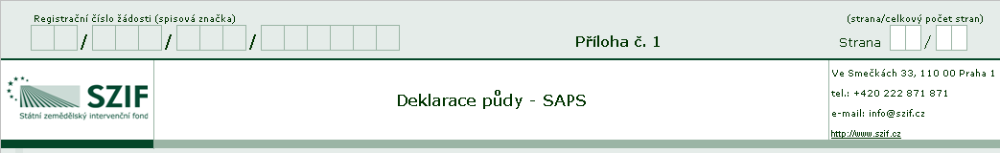 Registrační číslo žádosti (spisová značka)
(strana/celkový počet stran)
/ / /
Příloha č. 1
Strana /
SZIF
Státní zemědělský intervenční fond
Deklarace půdy - SAPS
Ve Smečkách 33, 110 00 Praha 1
tel.: +420 222 871 871
e-mail: info@szif.cz
http://www.szif.cz